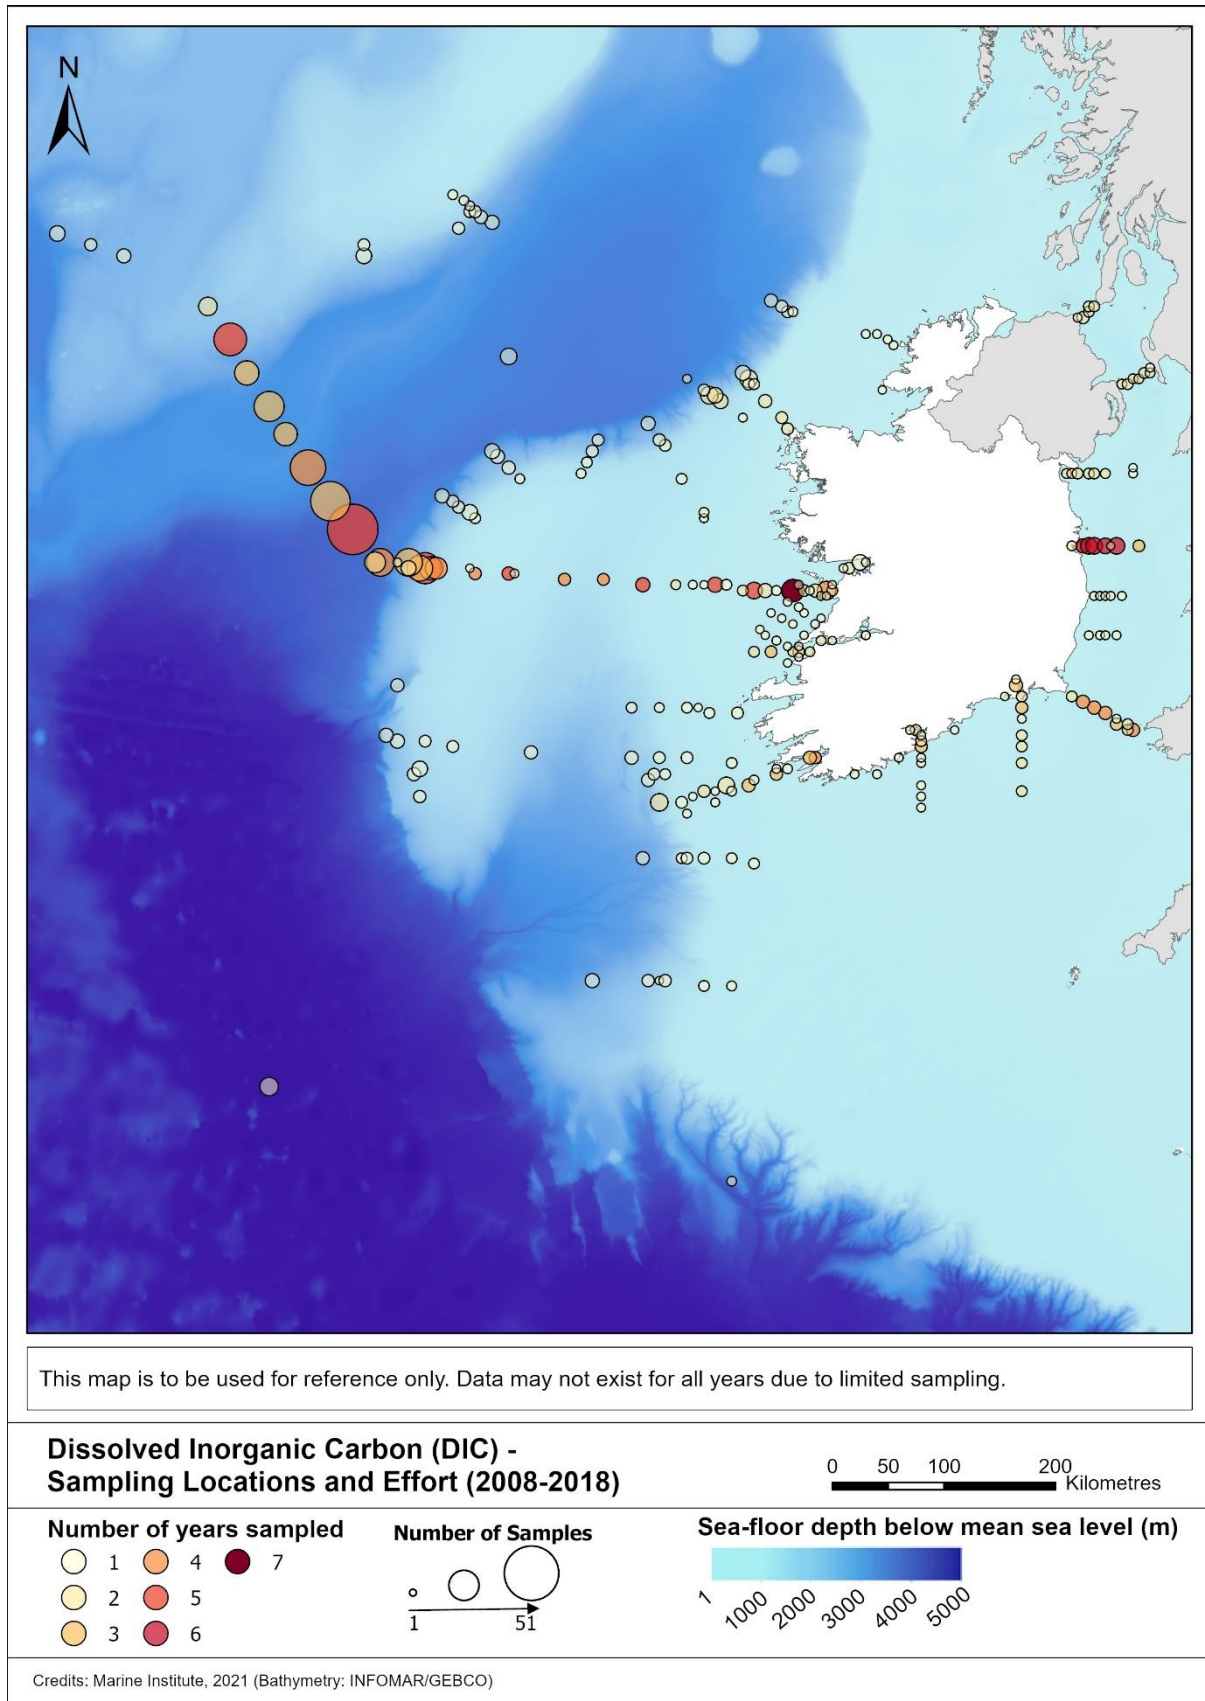 N
This map is to be used for reference only. Data may not exist for all years due to limited sampling.
Dissolved Inorganic Carbon (DIC) -
Sampling Locations and Effort (2008-2018)
0 50 100 200
Kilometres
Number of years sampled
1 4 7
2 5
3 6
Number of Samples
1 51
Sea-floor depth below mean sea level (m)
1 1000 2000 3000 4000 5000
Credits: Marine Institute, 2021 (Bathymetry: INFOMAR/GEBCO)